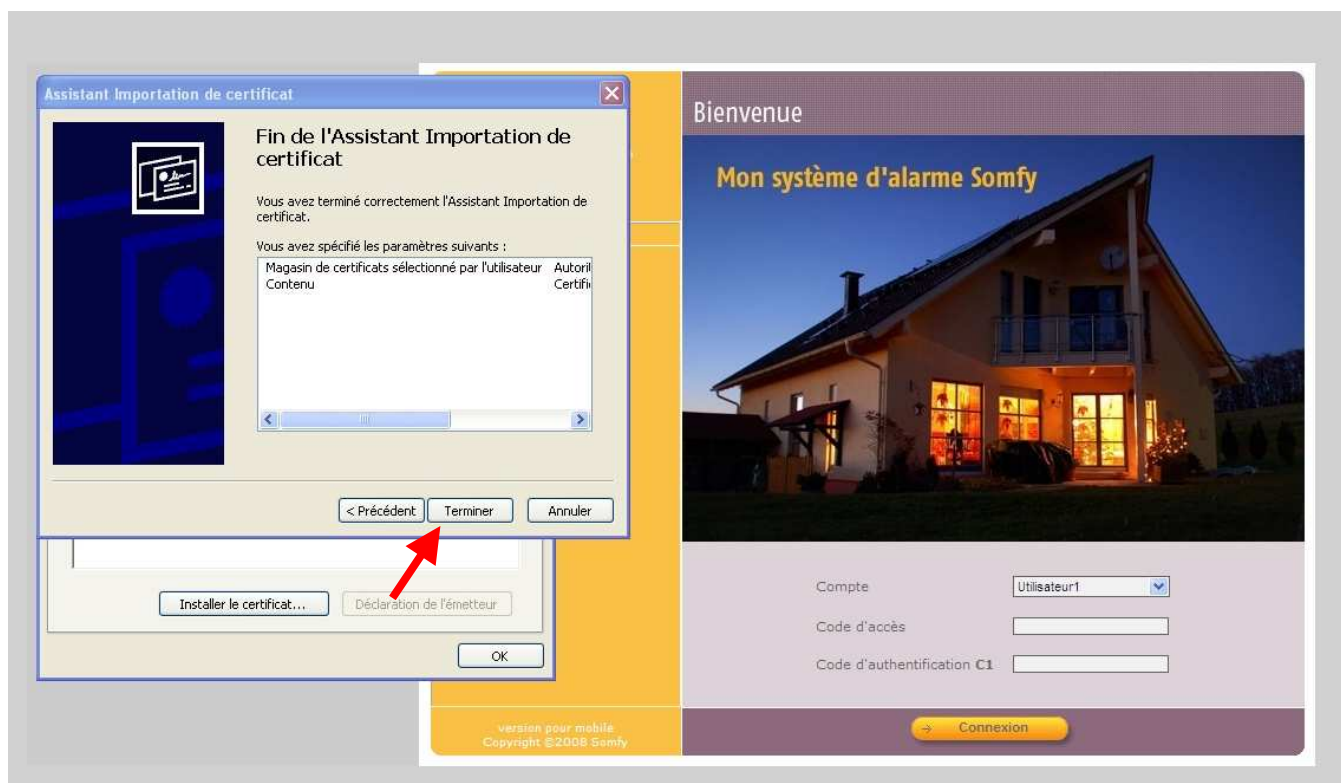 Assistant Importation de certificat
Fin de l'Assistant Importation de
certificat
Vous avez terminé correctement l'Assistant Importation de
certificat.
Vous avez spécifié les paramètres suivants :
Magasin de certificats sélectionné par l'utilisateur Autorit
Contenu Certific
< Précédent Terminer Annuler
Installer le certificat... Déclaration de l'émetteur
OK
Bienvenue
Mon système d'alarme Somfy
Compte Utilisateur1
Code d'accès
Code d'authentification C1
version pour mobile
Copyright ©2008 Somfy
Connexion